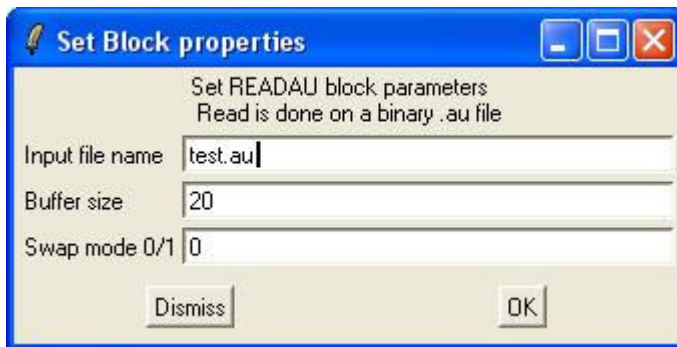 Set Block properties
Set READAU block parameters
Read is done on a binary .au file
Input file name test.au
Buffer size 20
Swap mode 0/1 0
Dismiss OK